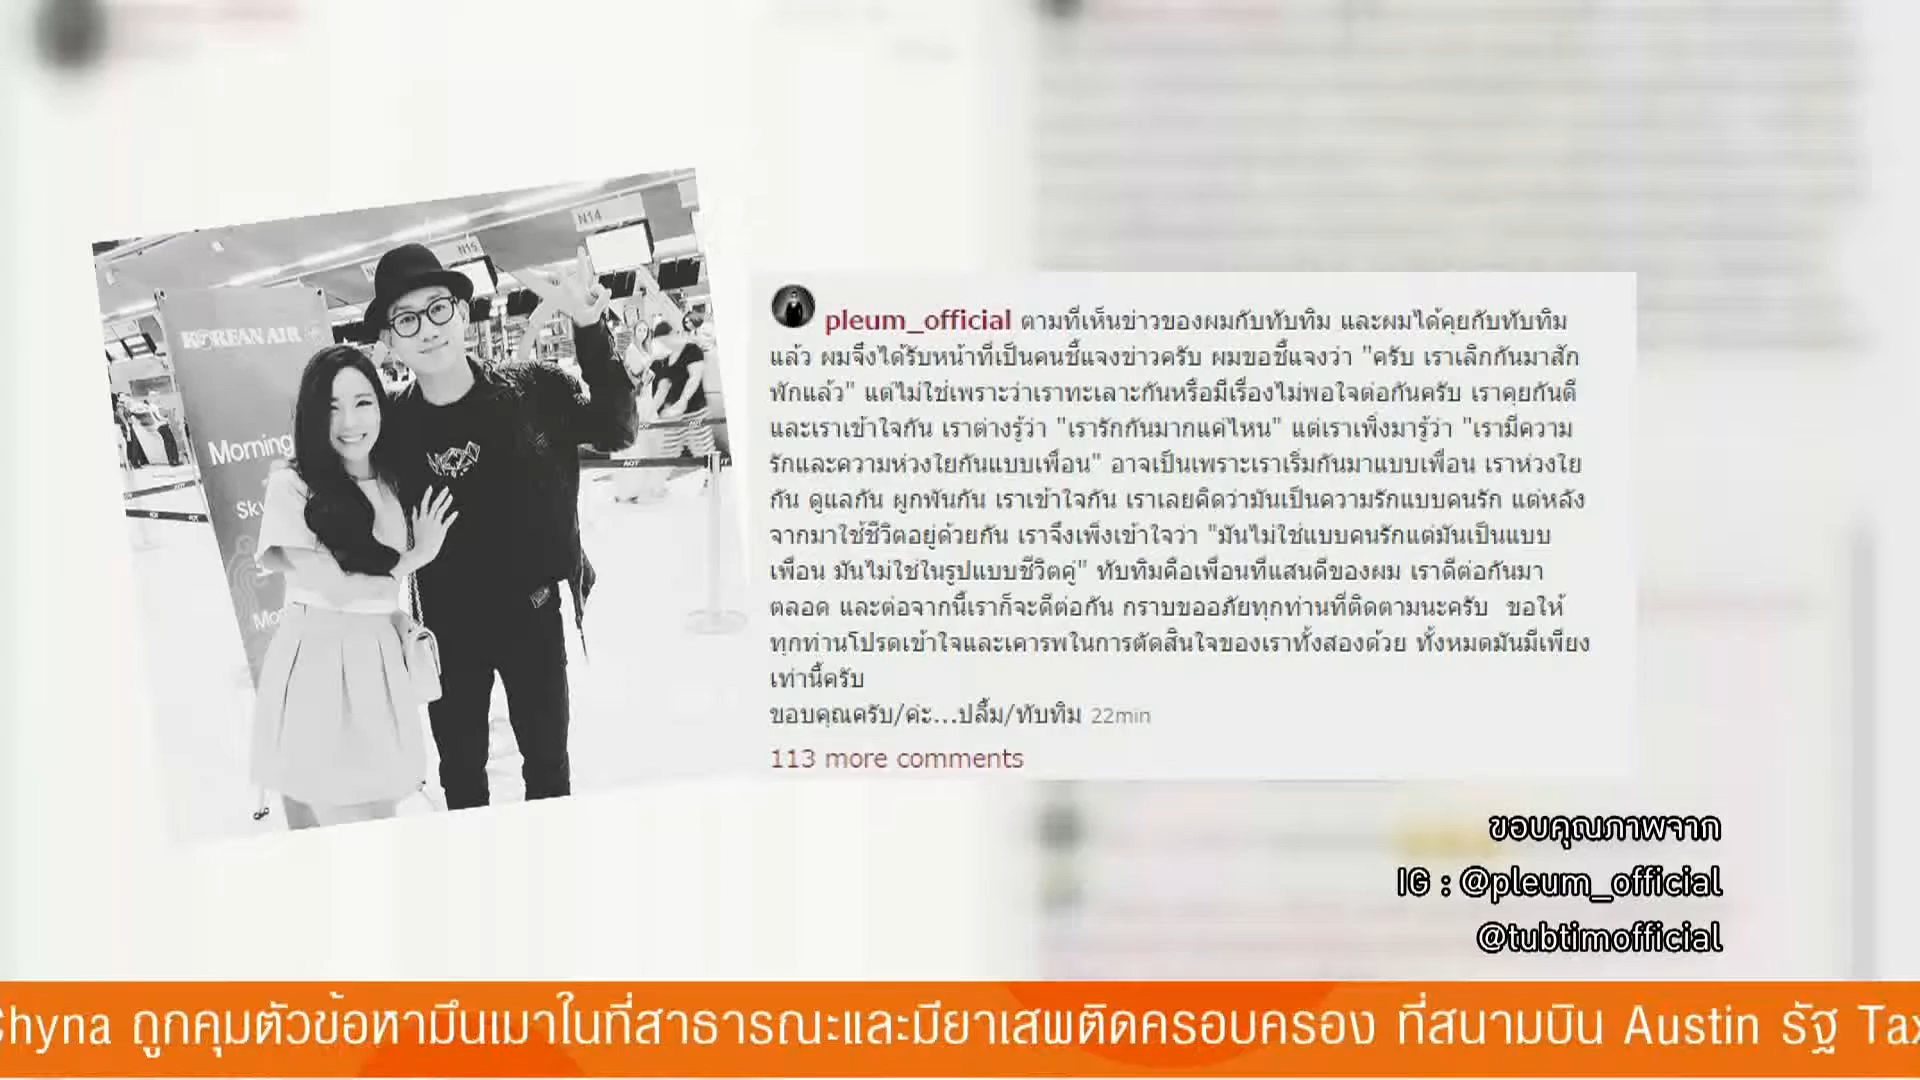 N14
N15
KOREAN AIR
Morning
pleum_official ตามที่เห็นข่าวของผมกับทับทิม และผมได้คุยกับทับทิม
แล้ว ผมจึงได้รับหน้าที่เป็นคนชี้แจงข่าวครับ ผมขอชี้แจงว่า "ครับ เราเลิกกันมาสัก
พักแล้ว" แต่ไม่ใช่เพราะว่าเราทะเลาะกันหรือมีเรื่องไม่พอใจต่อกันครับ เราคุยกันดี
และเราเข้าใจกัน เราต่างรู้ว่า "เรารักกันมากแค่ไหน" แต่เราเพิ่งมารู้ว่า "เรามีความ
รักและความห่วงใยกันแบบเพื่อน" อาจเป็นเพราะเราเริ่มกันมาแบบเพื่อน เราห่วงใย
กัน ดูแลกัน ผูกพันกัน เราเข้าใจกัน เราเลยคิดว่ามันเป็นความรักแบบคนรัก แต่หลัง
จากมาใช้ชีวิตอยู่ด้วยกัน เราจึงเพิ่งเข้าใจว่า "มันไม่ใช่แบบคนรักแต่มันเป็นแบบ
เพื่อน มันไม่ใช่ในรูปแบบชีวิตคู่" ทับทิมคือเพื่อนที่แสนดีของผม เราดีต่อกันมา
ตลอด และต่อจากนี้เราก็จะดีต่อกัน กราบขออภัยทุกท่านที่ติดตามนะครับ ขอให้
ทุกท่านโปรดเข้าใจและเคารพในการตัดสินใจของเราทั้งสองด้วย ทั้งหมดมันมีเพียง
เท่านี้ครับ
ขอบคุณครับ/ค่ะ...ปลื้ม/ทับทิม 22min
113 more comments
ขอบคุณภาพจาก
IG : @pleum_official
@tubtimofficial
Chyna ถูกคุมตัวข้อหามึนเมาในที่สาธารณะและมียาเสพติดครอบครอง ที่สนามบิน Austin รัฐ Tax